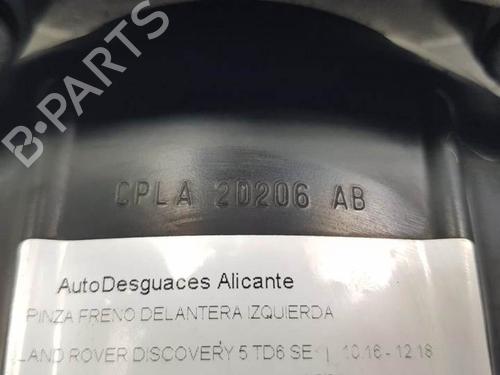 B-PARTS
CPLA 2D206 AB
AutoDesguaces Alicante
PINZA FRENO DELANTERA IZQUIERDA
LAND ROVER DISCOVERY 5 TD6 SE | 10.16 - 12.18